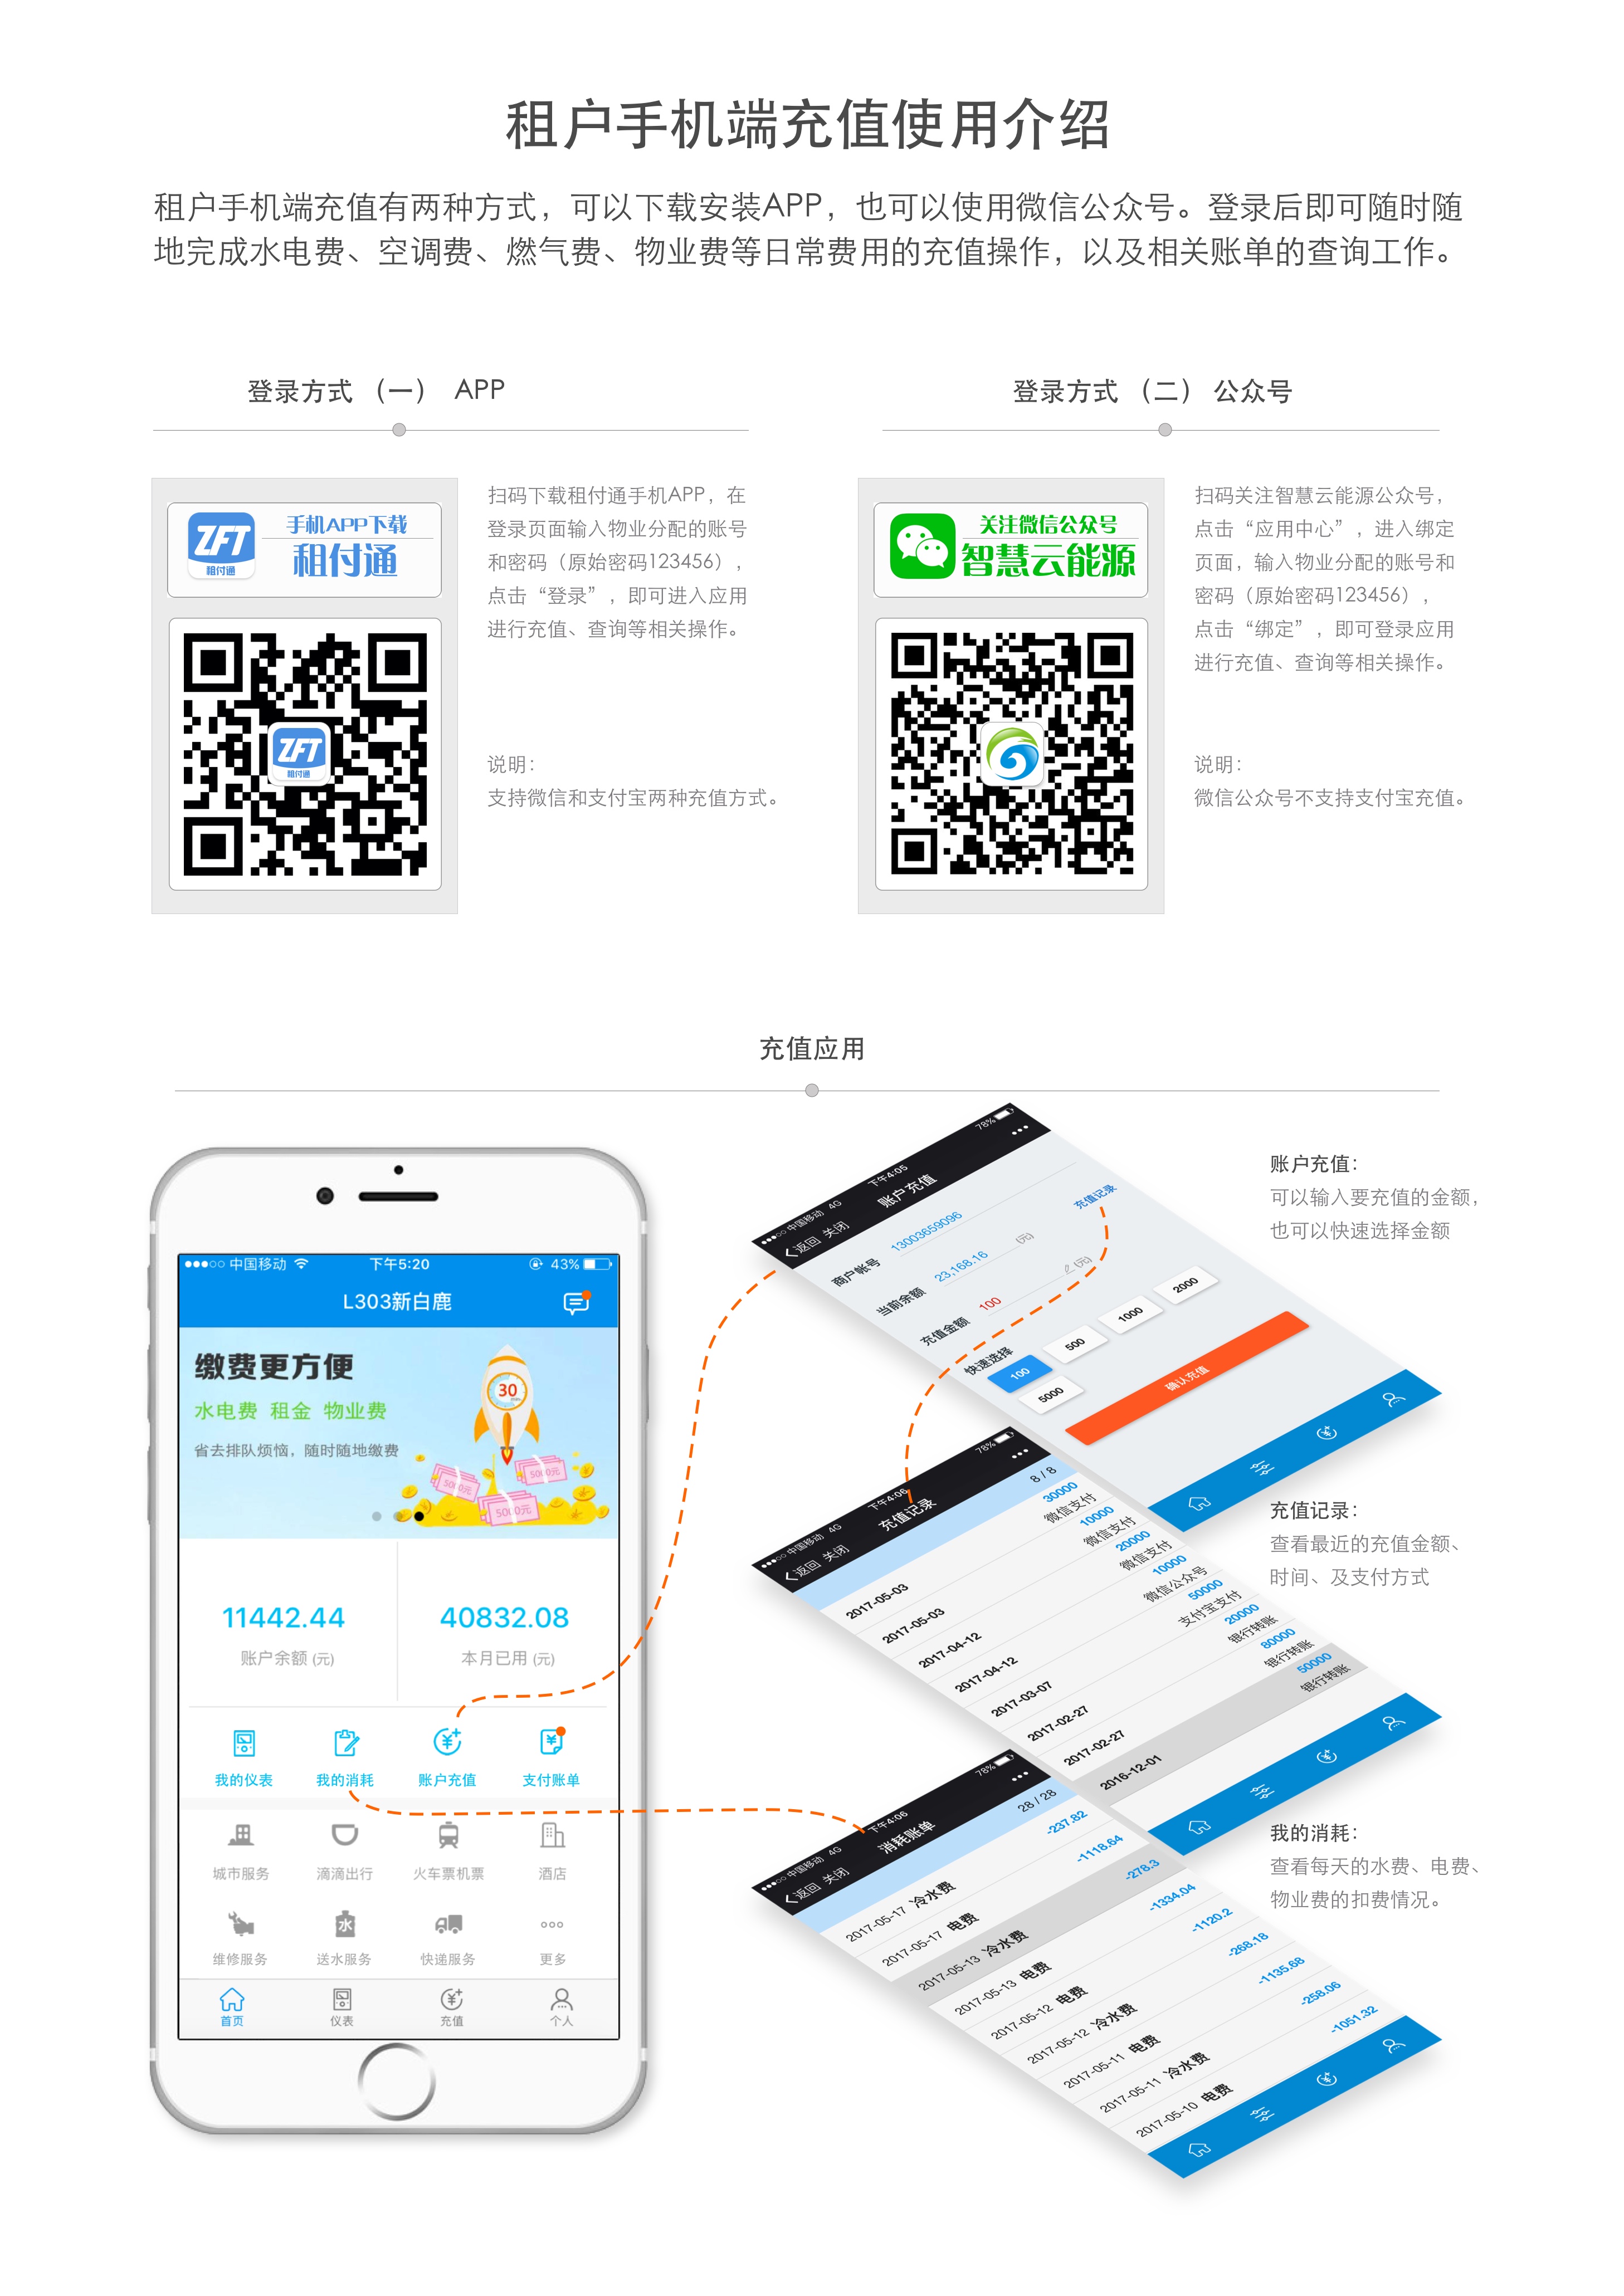 租户手机端充值使用介绍
租户手机端充值有两种方式，可以下载安装APP，也可以使用微信公众号。登录后即可随时随
地完成水电费、空调费、燃气费、物业费等日常费用的充值操作，以及相关账单的查询工作。
登录方式 （一） APP
ZFT
租付通
手机APP下载
租付通
扫码下载租付通手机APP，在
登录页面输入物业分配的账号
和密码（原始密码123456），
点击“登录”，即可进入应用
进行充值、查询等相关操作。
ZFT
租付通
说明：
支持微信和支付宝两种充值方式。
登录方式 （二） 公众号
关注微信公众号
智慧云能源
扫码关注智慧云能源公众号，
点击“应用中心”，进入绑定
页面，输入物业分配的账号和
密码（原始密码123456），
点击“绑定”，即可登录应用
进行充值、查询等相关操作。
说明：
微信公众号不支持支付宝充值。
充值应用
中国移动 下午5:20 43%
L303新白鹿
缴费更方便
水电费 租金 物业费
省去排队烦恼，随时随地缴费
30
5000元
5000元
5000元
11442.44 40832.08
账户余额 (元) 本月已用 (元)
我的仪表 我的消耗 账户充值 支付账单
城市服务 滴滴出行 火车票机票 酒店
水
维修服务 送水服务 快递服务 更多
首页 仪表 充值 个人
中国移动 4G 下午4:05 78%
返回 关闭 账户充值
充值记录
商户帐号 13003659096
当前余额 23,168.16 (元)
充值金额 100 (元)
快速选择
100 500 1000 2000
5000
确认充值
账户充值：
可以输入要充值的金额，
也可以快速选择金额
中国移动 4G 下午4:06 78%
返回 关闭 充值记录
8 / 8
2017-05-03 30000 微信支付
2017-05-03 10000 微信支付
2017-04-12 20000 微信支付
2017-04-12 10000 微信公众号
2017-03-07 50000 支付宝支付
2017-02-27 20000 银行转账
2017-02-27 80000 银行转账
2016-12-01 50000 银行转账
充值记录：
查看最近的充值金额、
时间、及支付方式
中国移动 4G 下午4:06 78%
返回 关闭 消耗账单
28 / 28
2017-05-17 冷水费 -237.82
2017-05-17 电费 -1118.64
2017-05-13 冷水费 -278.3
2017-05-13 电费 -1334.04
2017-05-12 电费 -1120.2
2017-05-12 冷水费 -268.18
2017-05-11 电费 -1135.68
2017-05-11 冷水费 -258.06
2017-05-10 电费 -1051.32
我的消耗：
查看每天的水费、电费、
物业费的扣费情况。